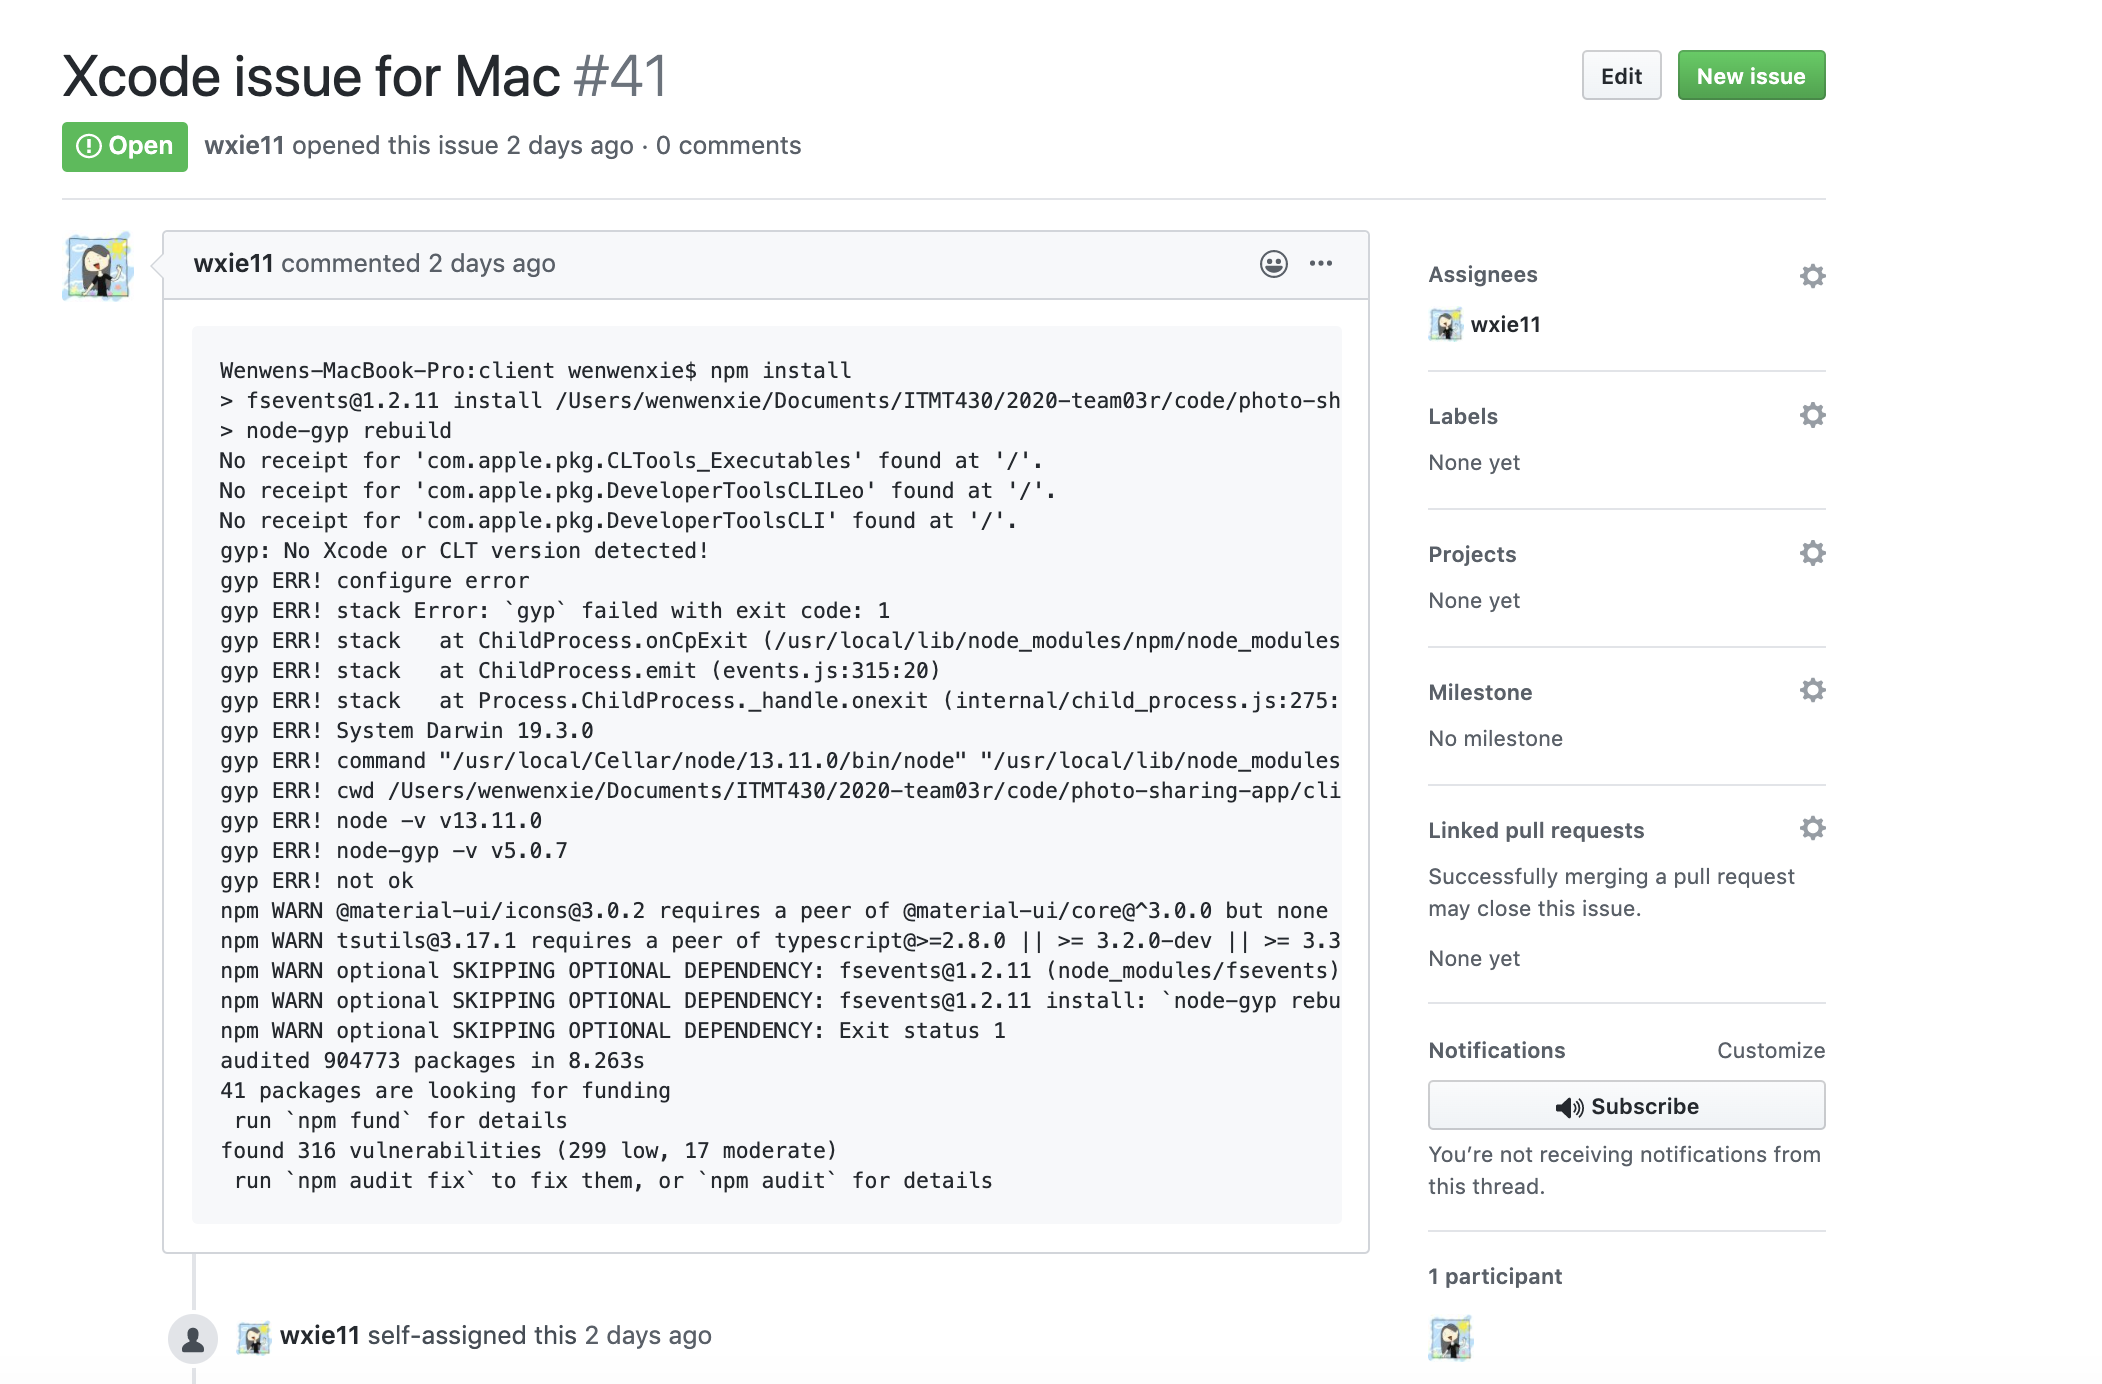 Xcode issue for Mac #41
Edit
New issue
Open
wxie11 opened this issue 2 days ago · 0 comments
wxie11 commented 2 days ago
Wenwens-MacBook-Pro:client wenwenxie$ npm install
> fsevents@1.2.11 install /Users/wenwenxie/Documents/ITMT430/2020-team03r/code/photo-sh
> node-gyp rebuild
No receipt for 'com.apple.pkg.CLTools_Executables' found at '/'.
No receipt for 'com.apple.pkg.DeveloperToolsCLILeo' found at '/'.
No receipt for 'com.apple.pkg.DeveloperToolsCLI' found at '/'.
gyp: No Xcode or CLT version detected!
gyp ERR! configure error
gyp ERR! stack Error: `gyp` failed with exit code: 1
gyp ERR! stack   at ChildProcess.onCpExit (/usr/local/lib/node_modules/npm/node_modules
gyp ERR! stack   at ChildProcess.emit (events.js:315:20)
gyp ERR! stack   at Process.ChildProcess._handle.onexit (internal/child_process.js:275:
gyp ERR! System Darwin 19.3.0
gyp ERR! command "/usr/local/Cellar/node/13.11.0/bin/node" "/usr/local/lib/node_modules
gyp ERR! cwd /Users/wenwenxie/Documents/ITMT430/2020-team03r/code/photo-sharing-app/cli
gyp ERR! node -v v13.11.0
gyp ERR! node-gyp -v v5.0.7
gyp ERR! not ok
npm WARN @material-ui/icons@3.0.2 requires a peer of @material-ui/core@^3.0.0 but none
npm WARN tsutils@3.17.1 requires a peer of typescript@>=2.8.0 || >= 3.2.0-dev || >= 3.3
npm WARN optional SKIPPING OPTIONAL DEPENDENCY: fsevents@1.2.11 (node_modules/fsevents)
npm WARN optional SKIPPING OPTIONAL DEPENDENCY: fsevents@1.2.11 install: `node-gyp rebu
npm WARN optional SKIPPING OPTIONAL DEPENDENCY: Exit status 1
audited 904773 packages in 8.263s
41 packages are looking for funding
 run `npm fund` for details
found 316 vulnerabilities (299 low, 17 moderate)
 run `npm audit fix` to fix them, or `npm audit` for details
wxie11 self-assigned this 2 days ago
Assignees
wxie11
Labels
None yet
Projects
None yet
Milestone
No milestone
Linked pull requests
Successfully merging a pull request
may close this issue.
None yet
Notifications
Customize
Subscribe
You’re not receiving notifications from
this thread.
1 participant